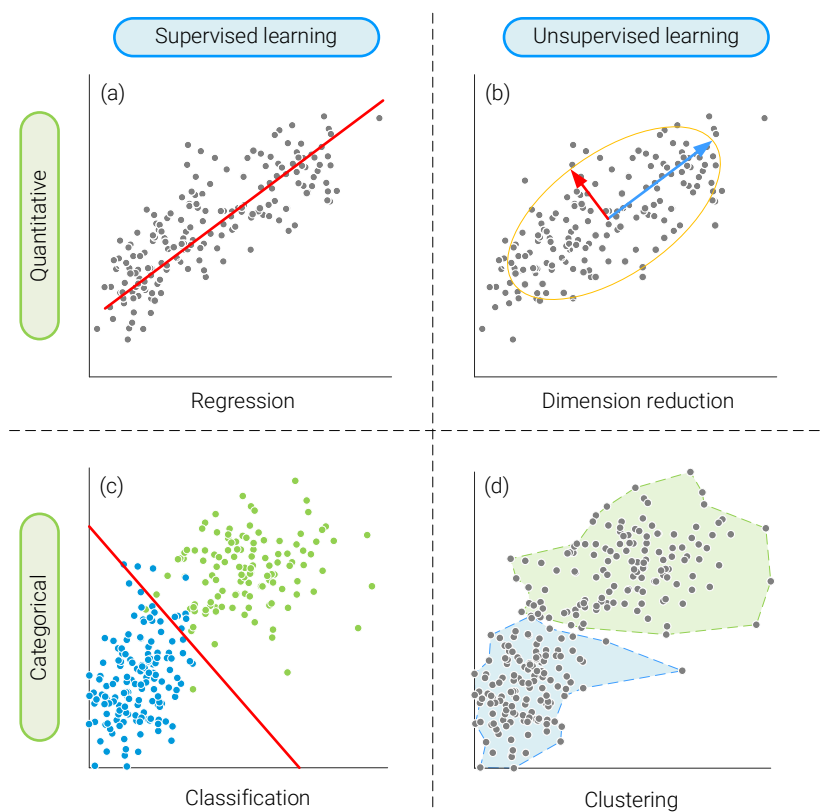 Supervised learning
Unsupervised learning
Quantitative
(a)
(b)
Regression
Dimension reduction
Categorical
(c)
(d)
Classification
Clustering